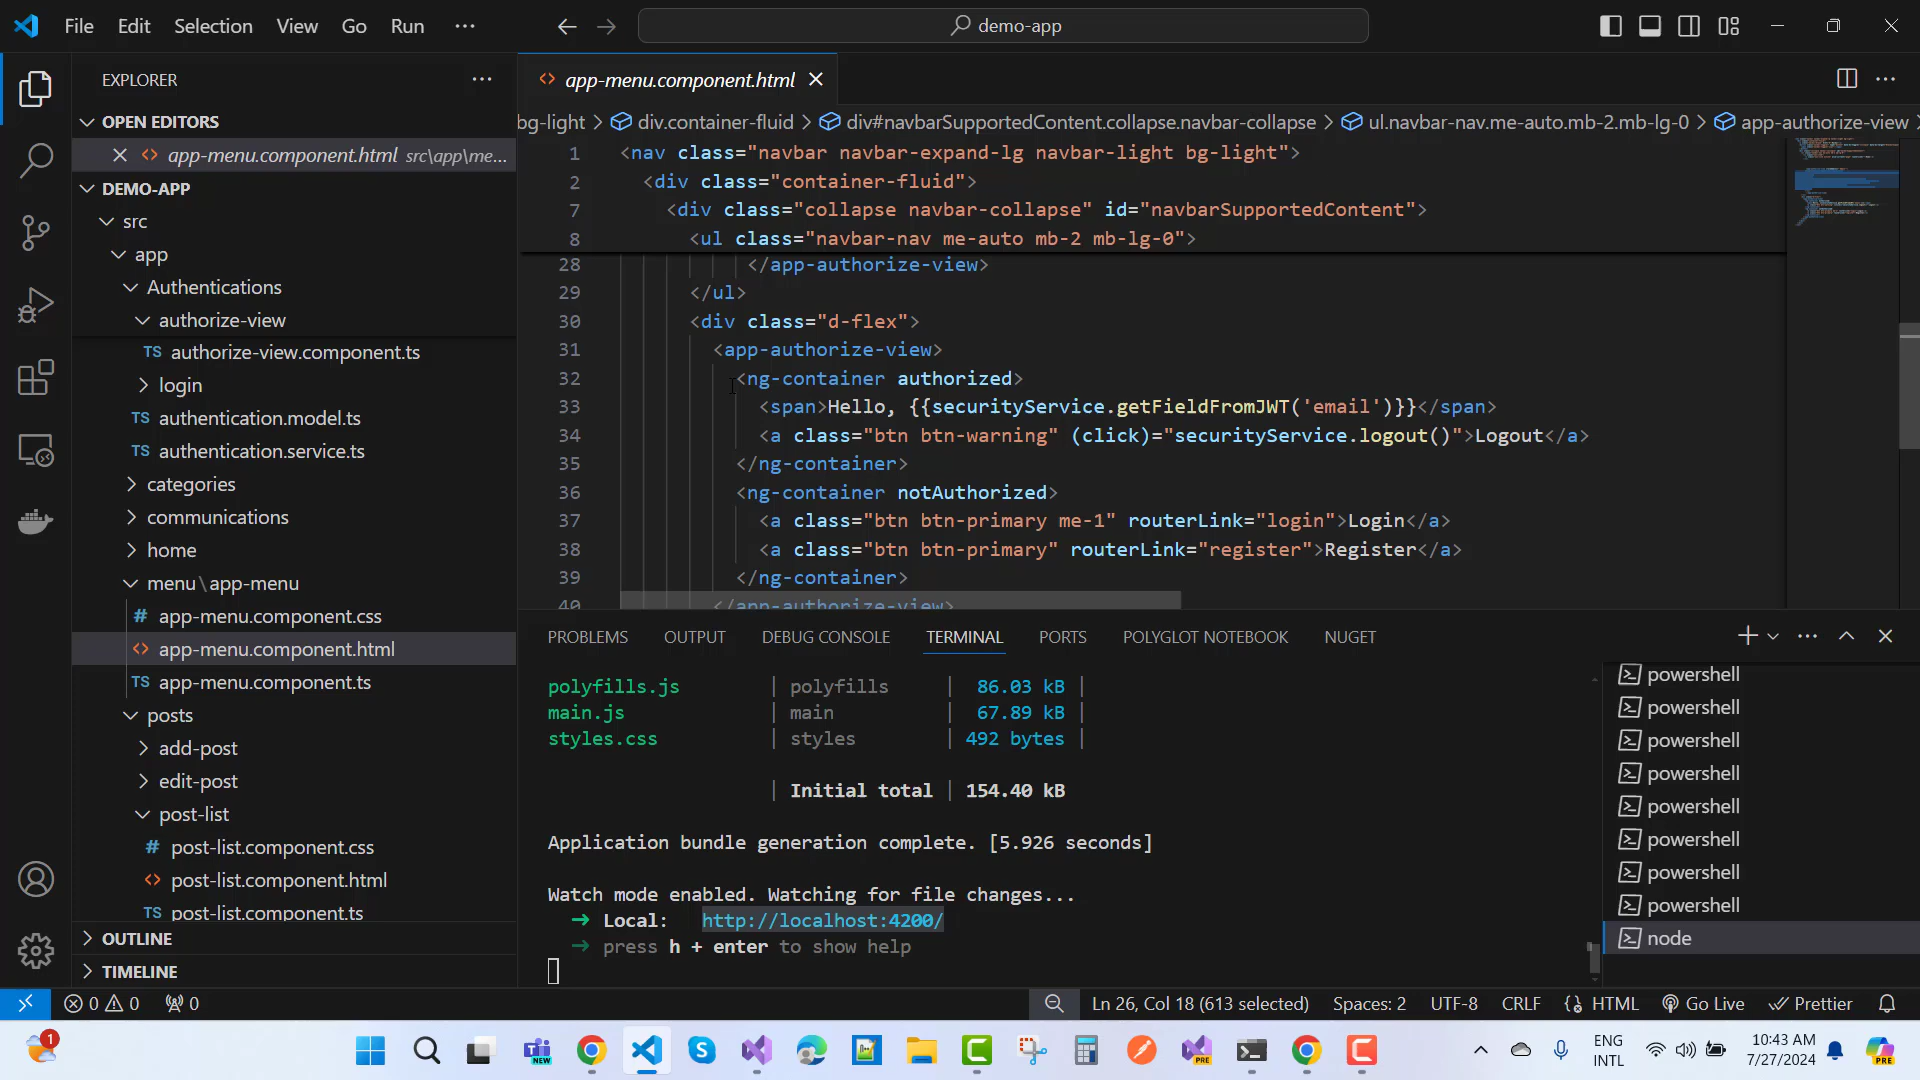 File Edit Selection View Go Run ···
demo-app
EXPLORER
OPEN EDITORS
app-menu.component.html src\app\me...
DEMO-APP
src
app
Authentications
authorize-view
TS authorize-view.component.ts
login
TS authentication.model.ts
TS authentication.service.ts
categories
communications
home
menu\app-menu
# app-menu.component.css
<> app-menu.component.html
TS app-menu.component.ts
posts
add-post
edit-post
post-list
# post-list.component.css
<> post-list.component.html
TS post-list.component.ts
OUTLINE
TIMELINE
<> app-menu.component.html
bg-light > div.container-fluid > div#navbarSupportedContent.collapse.navbar-collapse > ul.navbar-nav.me-auto.mb-2.mb-lg-0 > app-authorize-view >
1 <nav class="navbar navbar-expand-lg navbar-light bg-light">
2 <div class="container-fluid">
7 <div class="collapse navbar-collapse" id="navbarSupportedContent">
8 <ul class="navbar-nav me-auto mb-2 mb-lg-0">
28 </app-authorize-view>
29 </ul>
30 <div class="d-flex">
31 <app-authorize-view>
32 <ng-container authorized>
33 <span>Hello, {{securityService.getFieldFromJWT('email')}}</span>
34 <a class="btn btn-warning" (click)="securityService.logout()">Logout</a>
35 </ng-container>
36 <ng-container notAuthorized>
37 <a class="btn btn-primary me-1" routerLink="login">Login</a>
38 <a class="btn btn-primary" routerLink="register">Register</a>
39 </ng-container>
40 </app-authorize-view>
PROBLEMS OUTPUT DEBUG CONSOLE TERMINAL PORTS POLYGLOT NOTEBOOK NUGET
polyfills.js | polyfills | 86.03 kB |
main.js | main | 67.89 kB |
styles.css | styles | 492 bytes |
| Initial total | 154.40 kB
Application bundle generation complete. [5.926 seconds]
Watch mode enabled. Watching for file changes...
➜ Local: http://localhost:4200/
➜ press h + enter to show help
powershell
powershell
powershell
powershell
powershell
powershell
powershell
powershell
node
0 0 0
Ln 26, Col 18 (613 selected) Spaces: 2 UTF-8 CRLF {} HTML Go Live Prettier
1
NEW
PRE
ENG
INTL
10:43 AM
7/27/2024
PRE